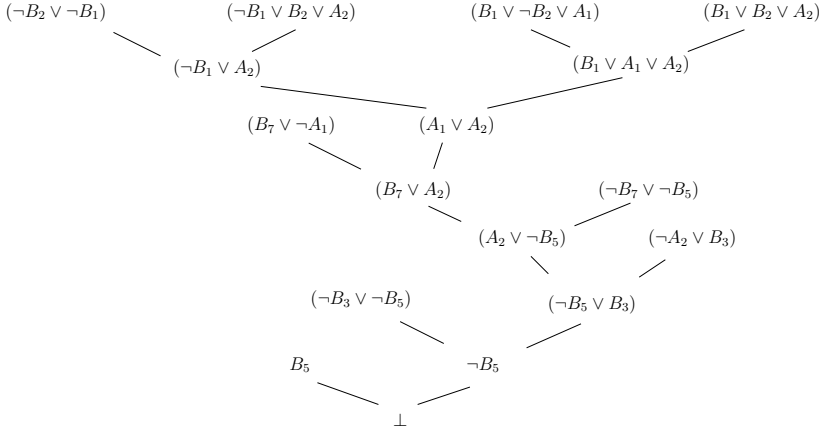 (¬B₂ ∨ ¬B₁) (¬B₁ ∨ B₂ ∨ A₂) (B₁ ∨ ¬B₂ ∨ A₁) (B₁ ∨ B₂ ∨ A₂)
(¬B₁ ∨ A₂) (B₁ ∨ A₁ ∨ A₂)
(B₇ ∨ ¬A₁) (A₁ ∨ A₂)
(B₇ ∨ A₂) (¬B₇ ∨ ¬B₅)
(A₂ ∨ ¬B₅) (¬A₂ ∨ B₃)
(¬B₃ ∨ ¬B₅) (¬B₅ ∨ B₃)
B₅ ¬B₅
⊥